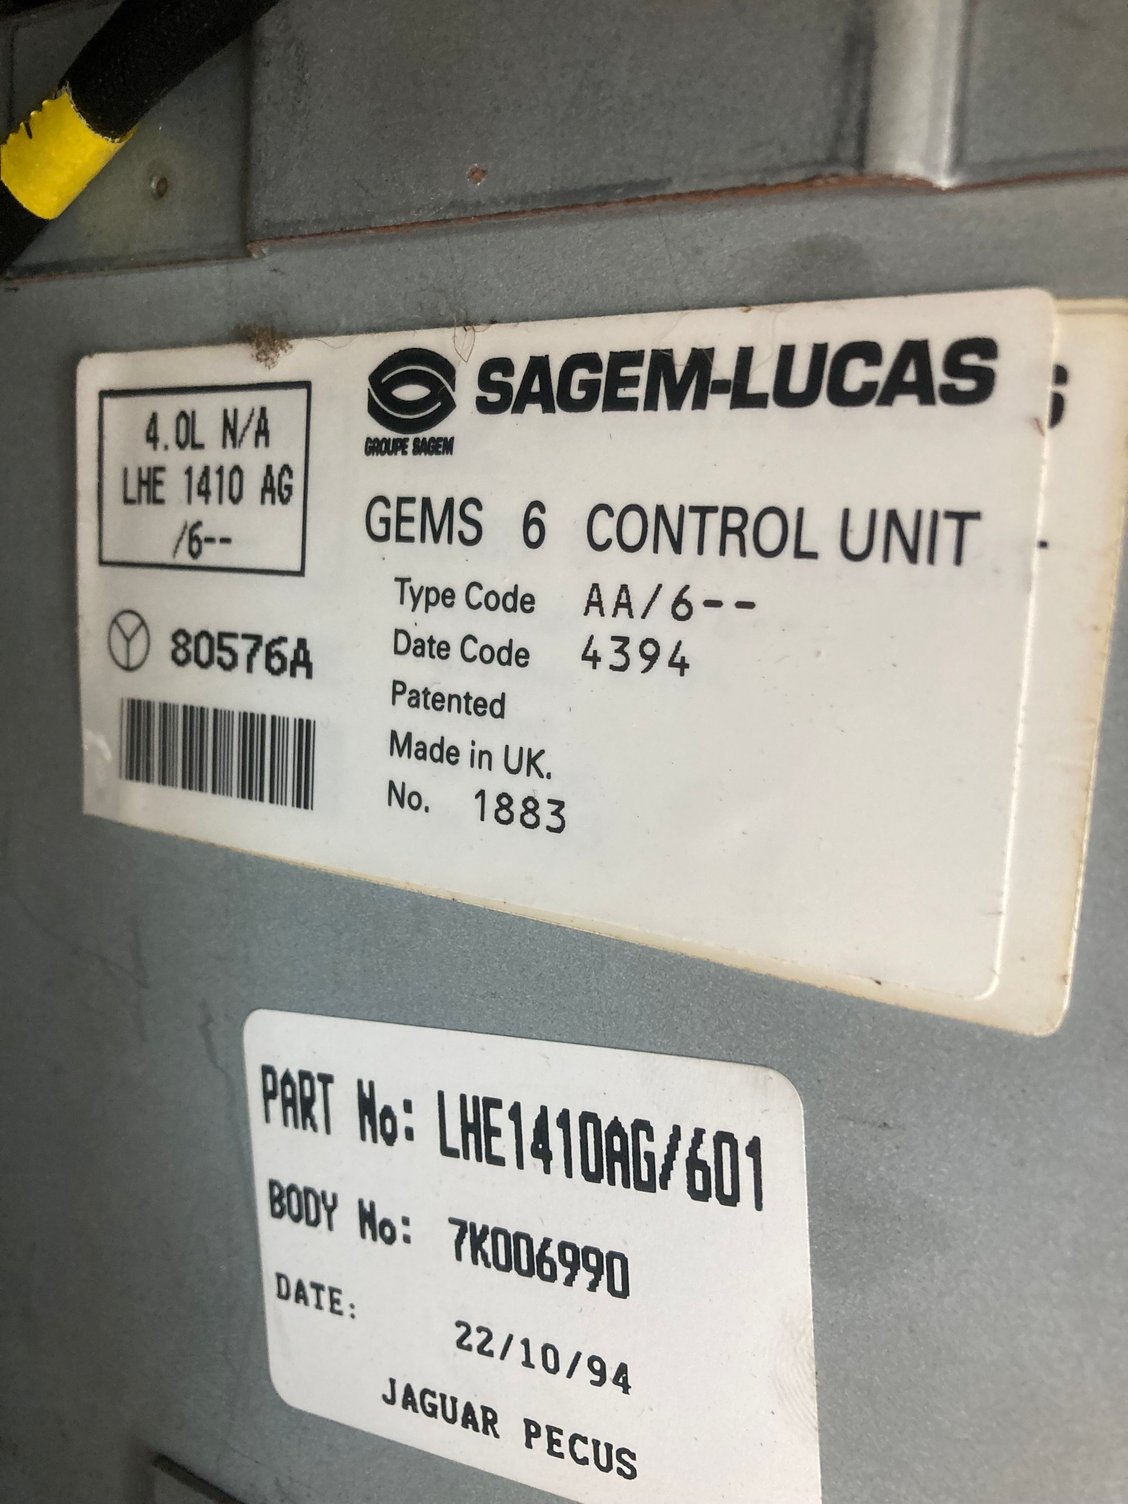 4.0L N/A
LHE 1410 AG
/6--
GROUPE SAGEM
SAGEM-LUCAS
GEMS 6 CONTROL UNIT
Type Code AA/6--
Date Code 4394
Patented
Made in UK.
No. 1883
80576A
PART No: LHE1410AG/601
BODY No: 7K006990
DATE: 22/10/94
JAGUAR PECUS